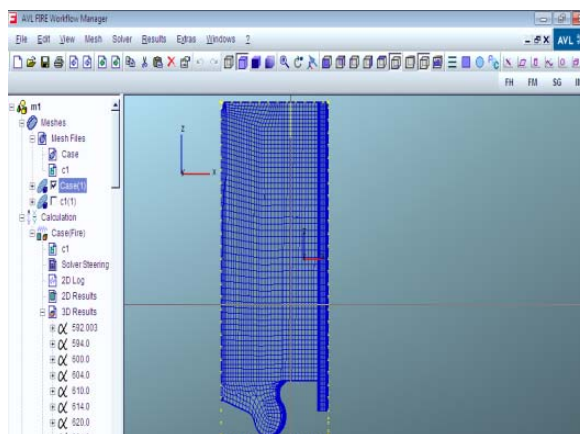 AVL FIRE Workflow Manager
File Edit View Mesh Solver Results Extras Windows ?
AVL
FH FM SG
m1
Meshes
Mesh Files
Case
c1
Case(1)
c1(1)
Calculation
Case(Fire)
c1
Solver Steering
2D Log
2D Results
3D Results
592.003
594.0
600.0
604.0
610.0
614.0
620.0
Z
X
Z